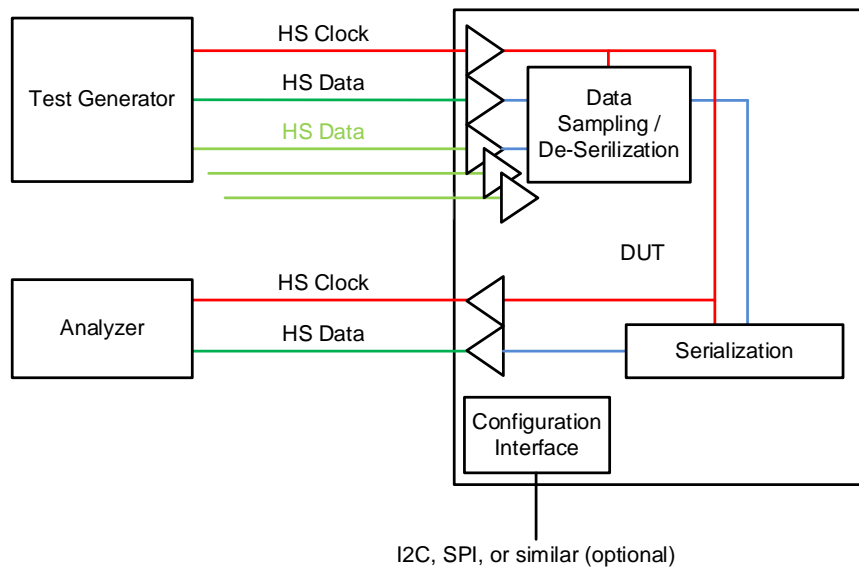 HS Clock
Test Generator
HS Data
HS Data
Data
Sampling /
De-Serilization
DUT
HS Clock
Analyzer
HS Data
Serialization
Configuration
Interface
I2C, SPI, or similar (optional)